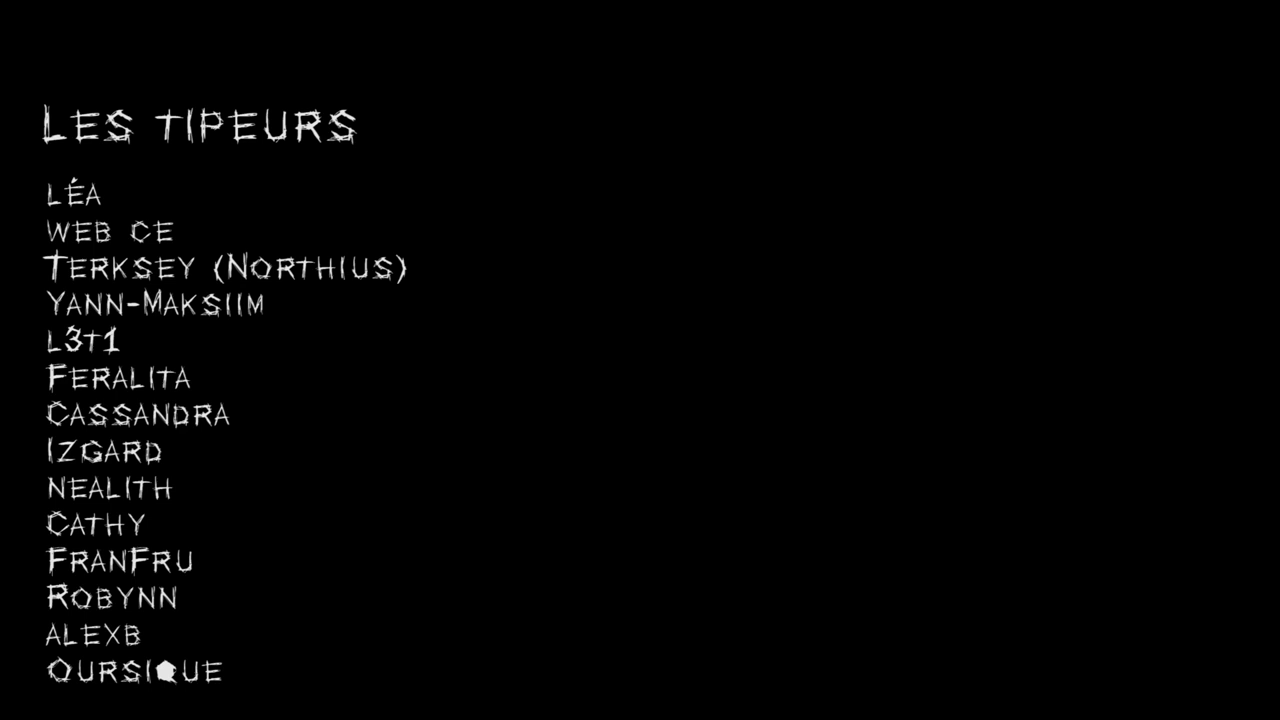 Les tipeurs
léa
web ce
Terksey (Northius)
Yann-Maksiim
l3t1
Feralita
Cassandra
Izgard
nealith
Cathy
FranFru
Robynn
alexb
Oursique